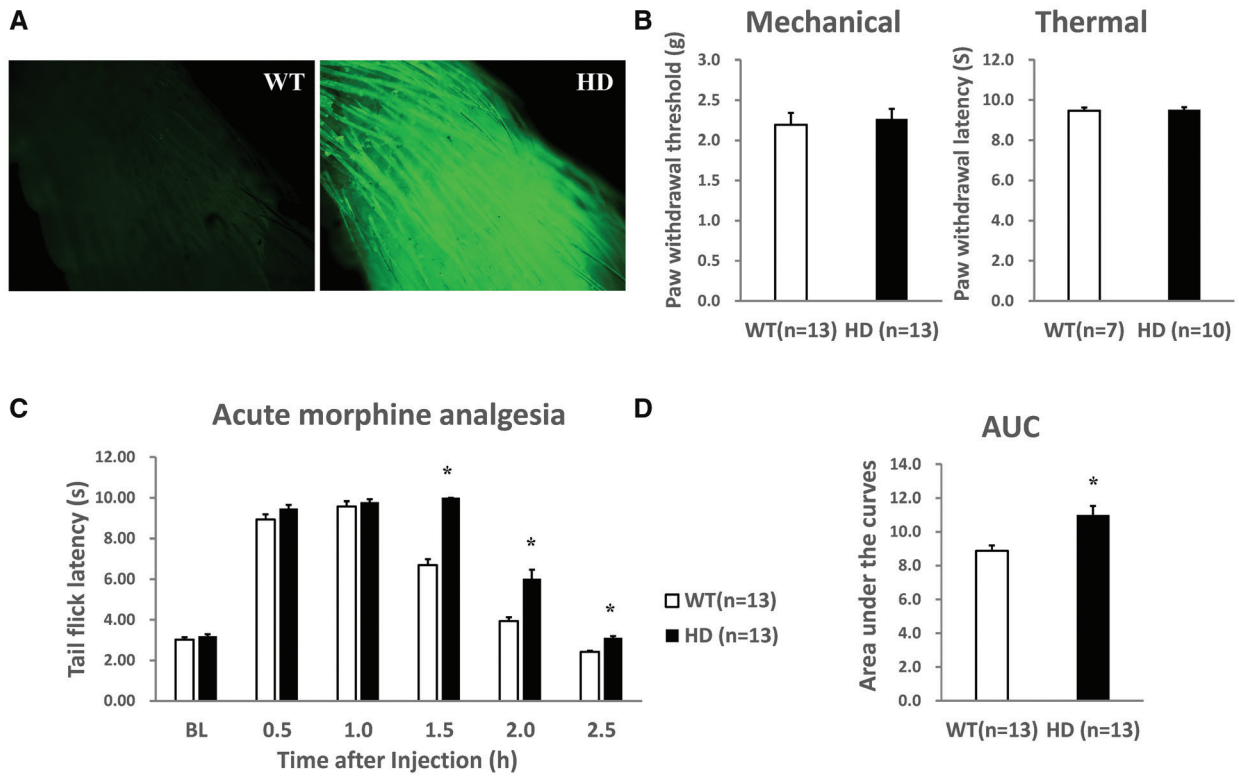 A
WT
HD
B
Mechanical
Paw withdrawal threshold (g)
3.0
2.5
2.0
1.5
1.0
0.5
0.0
WT(n=13) HD (n=13)
Thermal
Paw withdrawal latency (S)
12.0
10.0
8.0
6.0
4.0
2.0
0.0
WT(n=7) HD (n=10)
C
Acute morphine analgesia
Tail flick latency (s)
12.00
10.00
8.00
6.00
4.00
2.00
0.00
* * *
BL 0.5 1.0 1.5 2.0 2.5
Time after Injection (h)
WT(n=13)
HD (n=13)
D
AUC
Area under the curves
14.0
12.0
10.0
8.0
6.0
4.0
2.0
0.0
*
WT(n=13) HD (n=13)